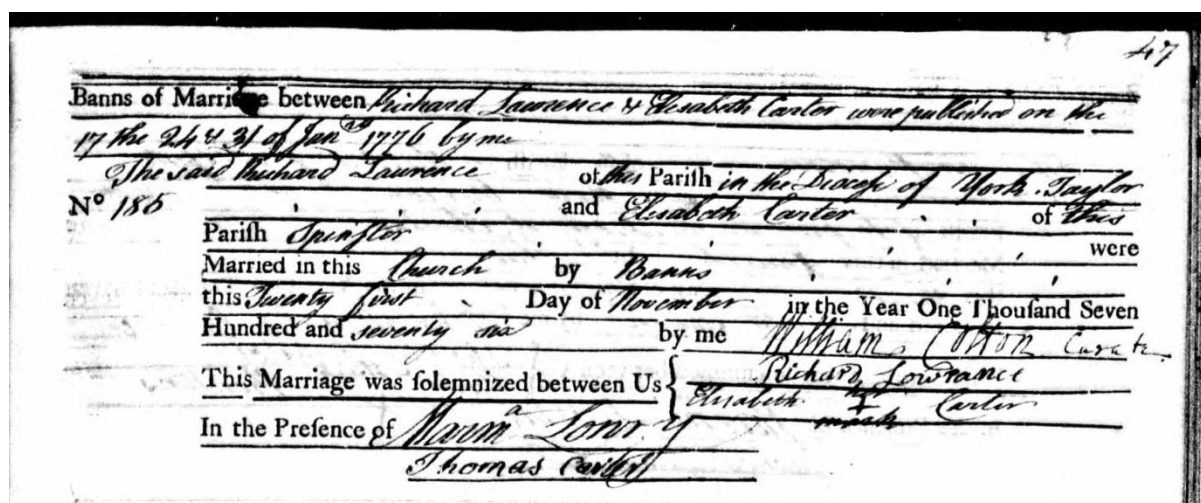 47
Banns of Marriage between Richard Lawrence & Elisabeth Carter were published on the
17 the 24 & 31 of Jan.ry 1776 by me
The said Richard Lawrence of this Pariſh in the Diocese of York Taylor
No 185 and Elisabeth Carter of this
Pariſh Spinster were
Married in this Church by Banns
this Twenty first Day of November in the Year One Thouſand Seven
Hundred and seventy six by me William Cotton Curate
This Marriage was ſolemnized between Us { Richard Lowrance
Elisabeth her + Carter
mark
In the Preſence of Lowry
Thomas Carter